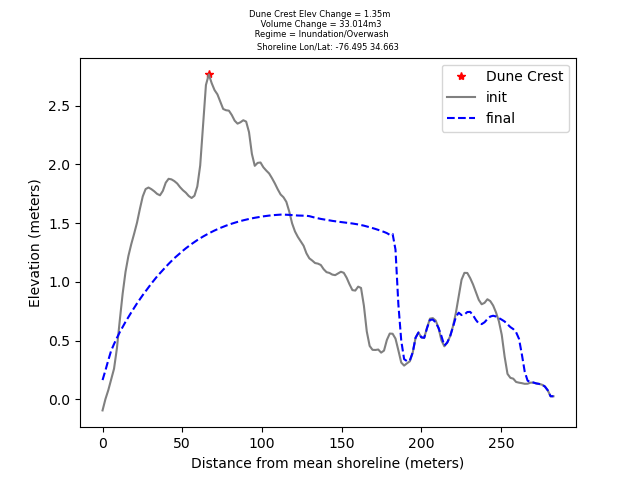 Dune Crest Elev Change = 1.35m
Volume Change = 33.014m3
Regime = Inundation/Overwash
Shoreline Lon/Lat: -76.495 34.663
Dune Crest
init
final
2.5
2.0
1.5
1.0
0.5
0.0
Elevation (meters)
0 50 100 150 200 250
Distance from mean shoreline (meters)